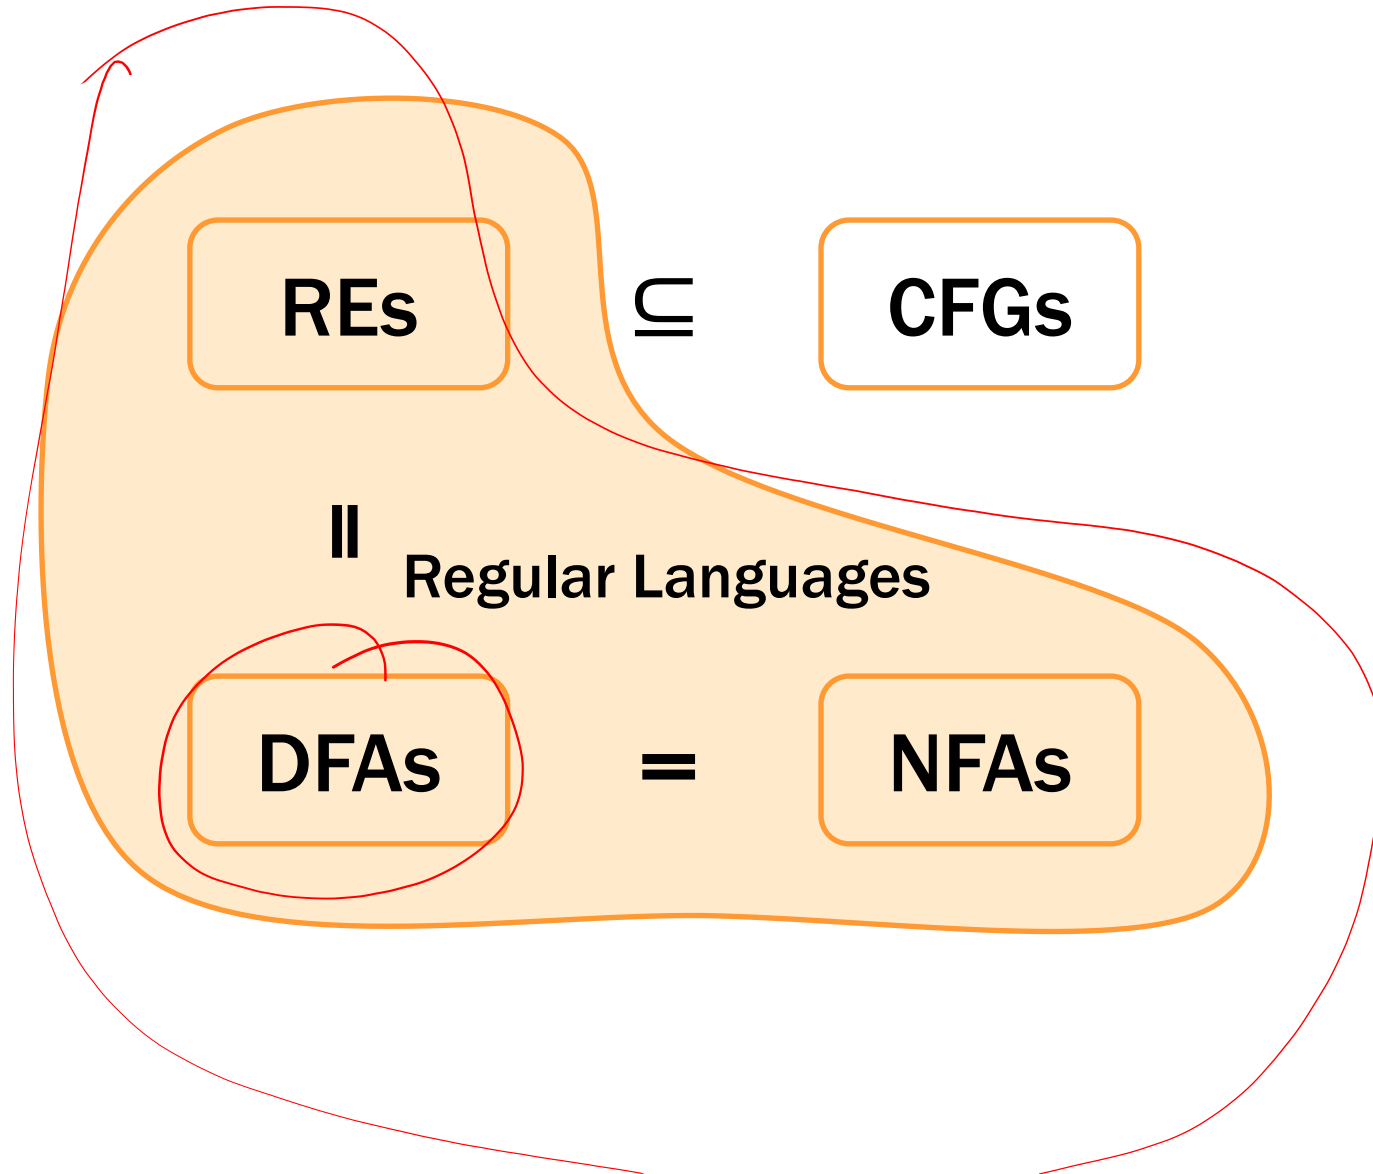 REs ⊆ CFGs
=
Regular Languages
DFAs = NFAs